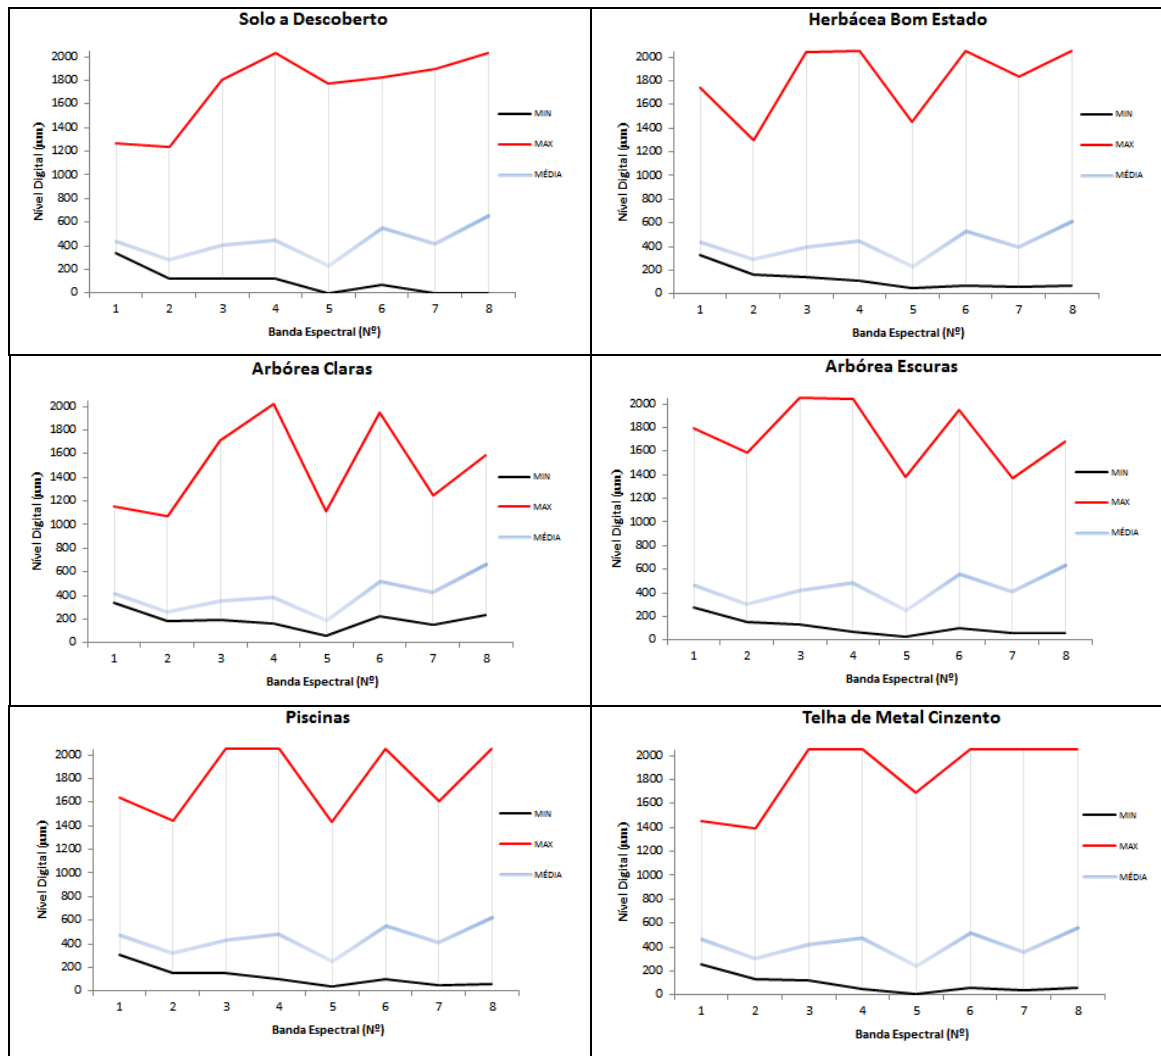 Solo a Descoberto
2000
1800
1600
1400
1200
1000
800
600
400
200
0
Nível Digital (µm)
1 2 3 4 5 6 7 8
Banda Espectral (Nº)
MIN
MAX
MÉDIA
Herbácea Bom Estado
2000
1800
1600
1400
1200
1000
800
600
400
200
0
Nível Digital (µm)
1 2 3 4 5 6 7 8
Banda Espectral (Nº)
MIN
MAX
MÉDIA
Arbórea Claras
2000
1800
1600
1400
1200
1000
800
600
400
200
0
Nível Digital (µm)
1 2 3 4 5 6 7 8
Banda Espectral (Nº)
MIN
MAX
MÉDIA
Arbórea Escuras
2000
1800
1600
1400
1200
1000
800
600
400
200
0
Nível Digital (µm)
1 2 3 4 5 6 7 8
Banda Espectral (Nº)
MIN
MAX
MÉDIA
Piscinas
2000
1800
1600
1400
1200
1000
800
600
400
200
0
Nível Digital (µm)
1 2 3 4 5 6 7 8
Banda Espectral (Nº)
MIN
MAX
MÉDIA
Telha de Metal Cinzento
2000
1800
1600
1400
1200
1000
800
600
400
200
0
Nível Digital (µm)
1 2 3 4 5 6 7 8
Banda Espectral (Nº)
MIN
MAX
MÉDIA